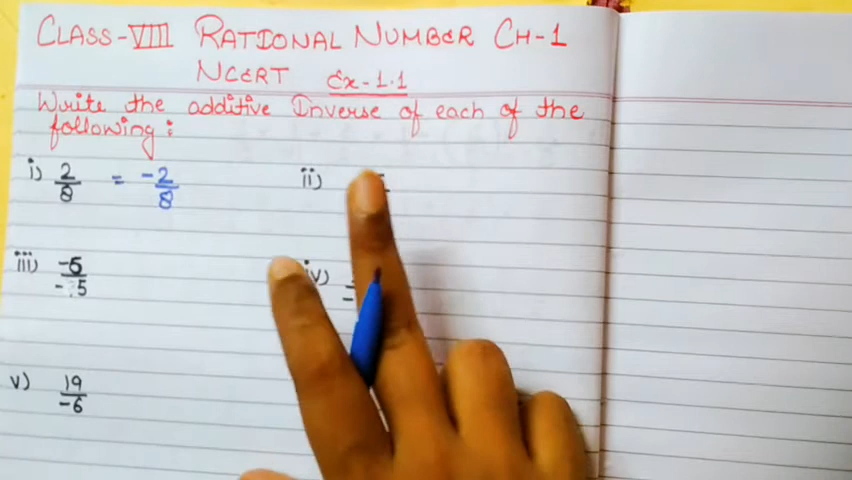 CLASS-VIII RATIONAL NUMBER CH-1
NCERT Ex-1.1
Write the additive Inverse of each of the
following:
i) 2/8 = -2/8 ii)
iii) -5 iv)
v) 19/-6